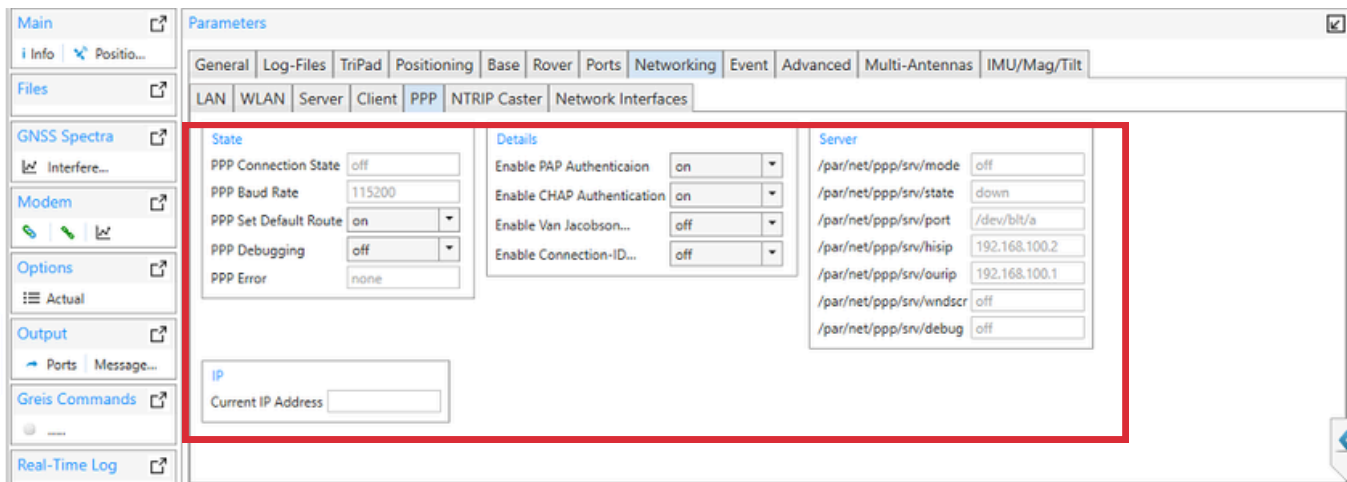 Main
Info Positio...
Files
GNSS Spectra
Interfere...
Modem
Options
Actual
Output
Ports Message...
Greis Commands
.....
Real-Time Log
Parameters
General Log-Files TriPad Positioning Base Rover Ports Networking Event Advanced Multi-Antennas IMU/Mag/Tilt
LAN WLAN Server Client PPP NTRIP Caster Network Interfaces
State
PPP Connection State off
PPP Baud Rate 115200
PPP Set Default Route on
PPP Debugging off
PPP Error none
Details
Enable PAP Authenticaion on
Enable CHAP Authentication on
Enable Van Jacobson... off
Enable Connection-ID... off
Server
/par/net/ppp/srv/mode off
/par/net/ppp/srv/state down
/par/net/ppp/srv/port /dev/blt/a
/par/net/ppp/srv/hisip 192.168.100.2
/par/net/ppp/srv/ourip 192.168.100.1
/par/net/ppp/srv/wndscr off
/par/net/ppp/srv/debug off
IP
Current IP Address